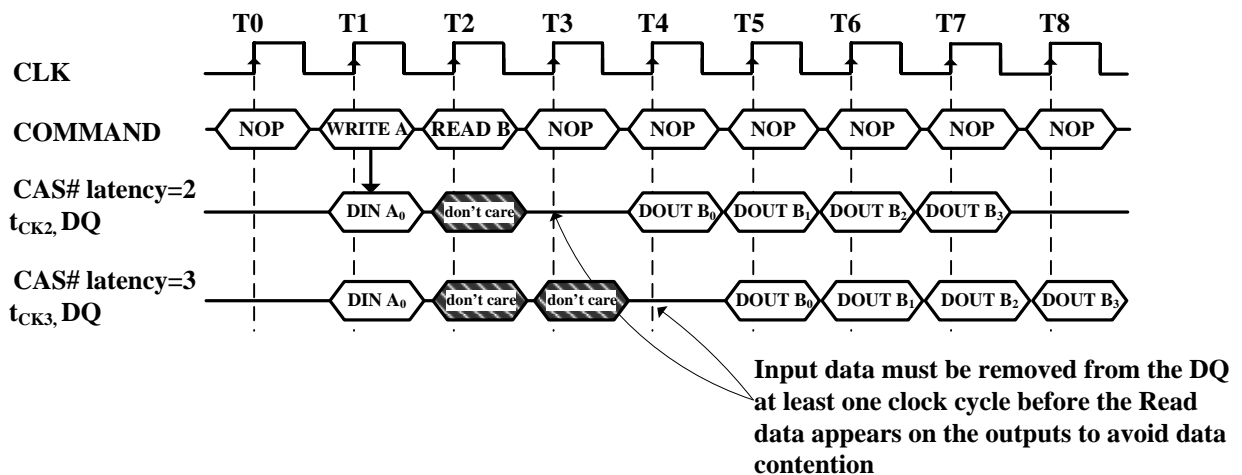 T0 T1 T2 T3 T4 T5 T6 T7 T8
CLK
COMMAND NOP WRITE A READ B NOP NOP NOP NOP NOP NOP
CAS# latency=2
tCK2, DQ DIN A0 don't care DOUT B0 DOUT B1 DOUT B2 DOUT B3
CAS# latency=3
tCK3, DQ DIN A0 don't care don't care DOUT B0 DOUT B1 DOUT B2 DOUT B3
Input data must be removed from the DQ
at least one clock cycle before the Read
data appears on the outputs to avoid data
contention